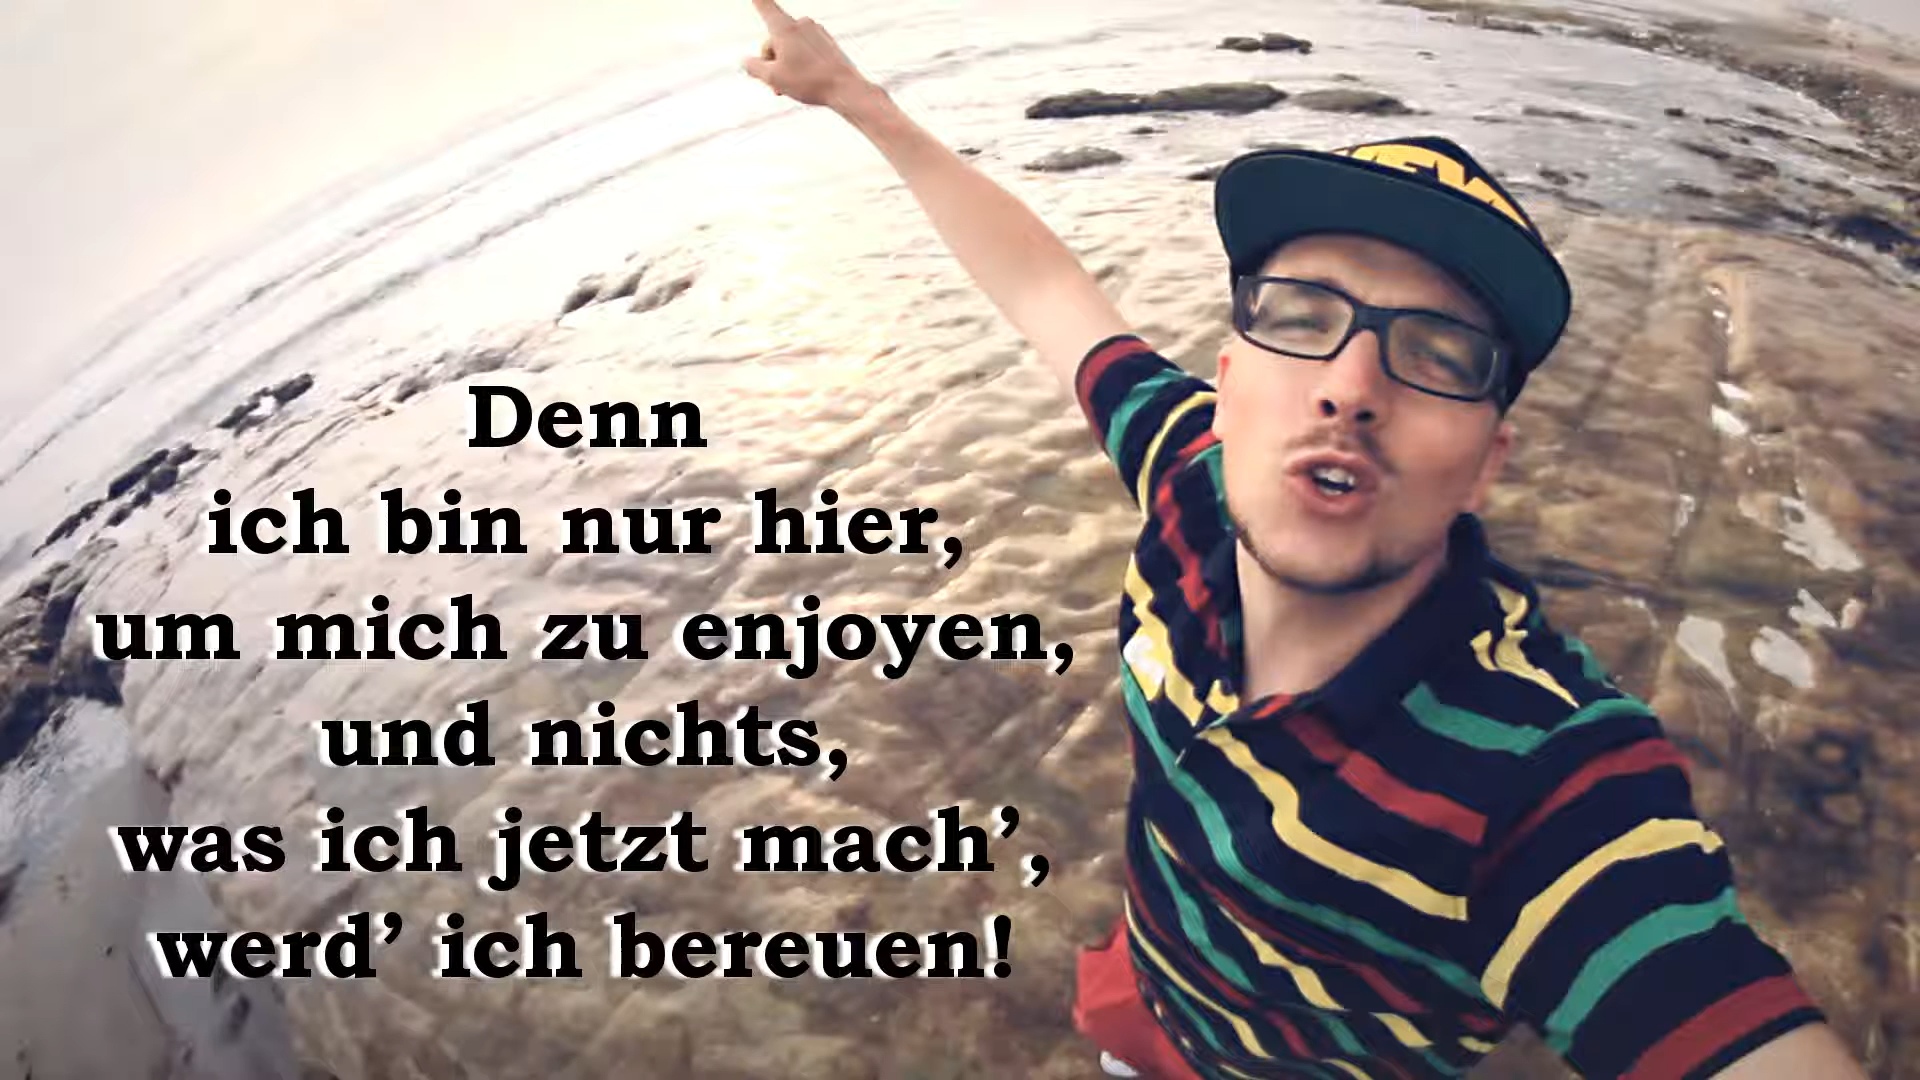 Denn
ich bin nur hier,
um mich zu enjoyen,
und nichts,
was ich jetzt mach’,
werd’ ich bereuen!